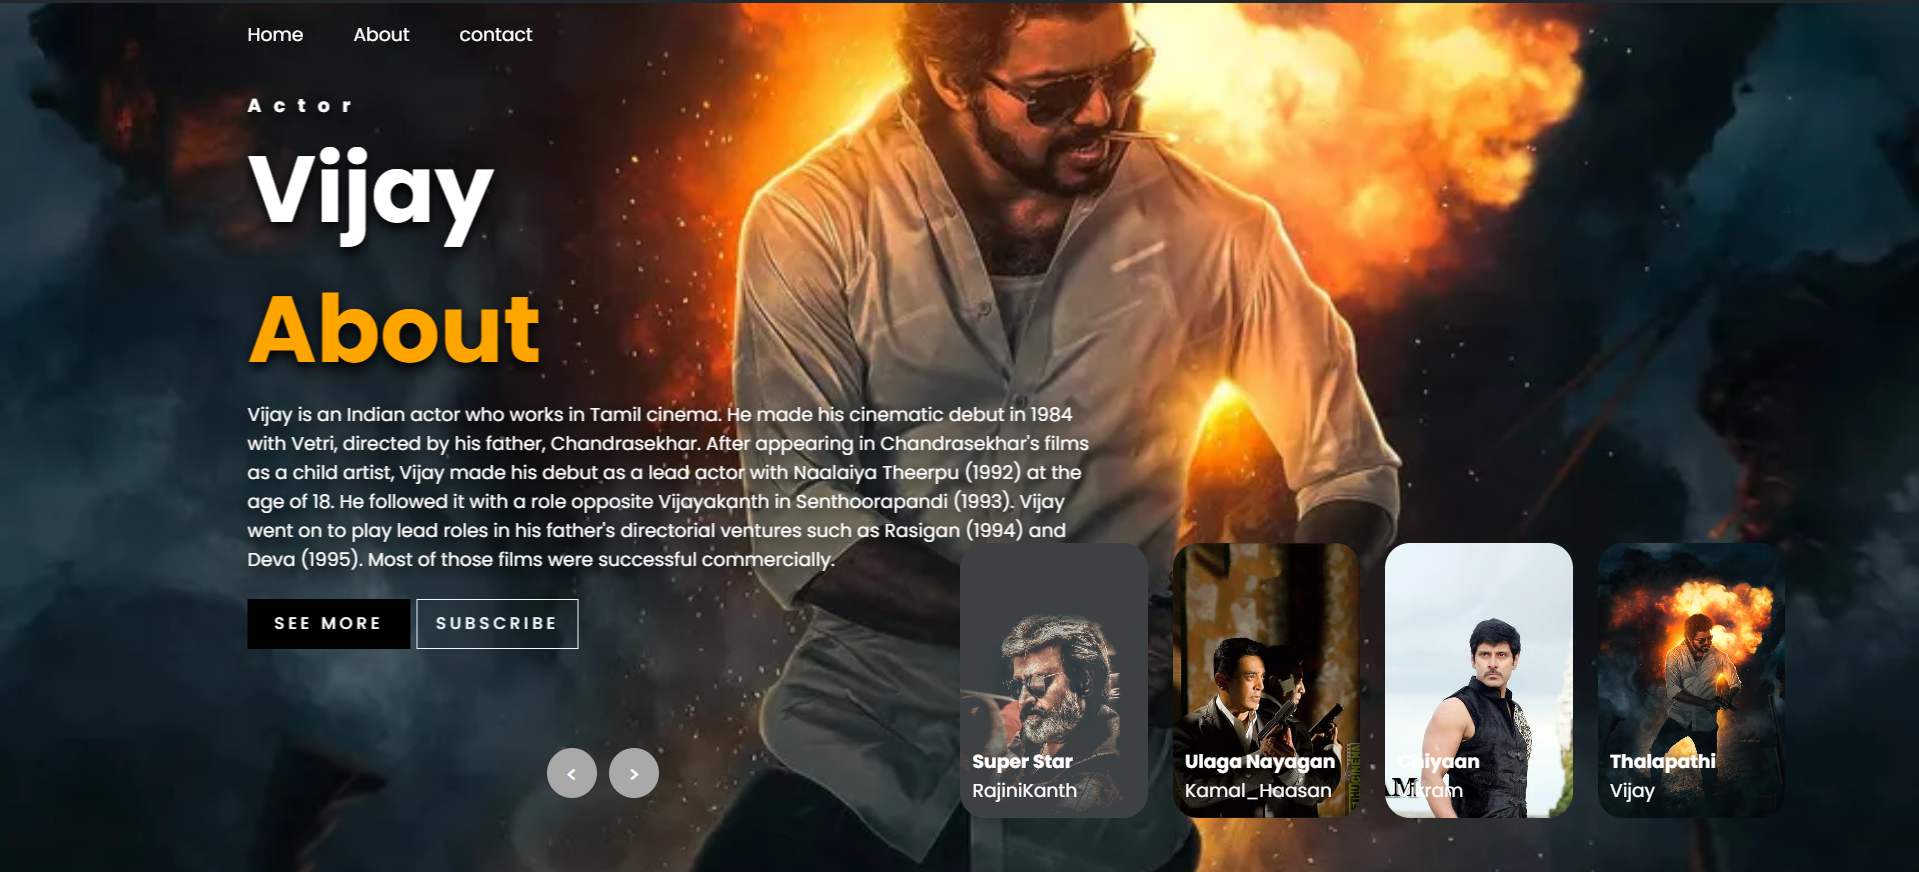 Home About contact
Actor
Vijay
About
Vijay is an Indian actor who works in Tamil cinema. He made his cinematic debut in 1984
with Vetri, directed by his father, Chandrasekhar. After appearing in Chandrasekhar's films
as a child artist, Vijay made his debut as a lead actor with Naalaiya Theerpu (1992) at the
age of 18. He followed it with a role opposite Vijayakanth in Senthoorapandi (1993). Vijay
went on to play lead roles in his father's directorial ventures such as Rasigan (1994) and
Deva (1995). Most of those films were successful commercially.
SEE MORE SUBSCRIBE
< >
Super Star
RajiniKanth
Ulaga Nayagan
Kamal_Haasan
Chiyaan
Vikram
Thalapathi
Vijay